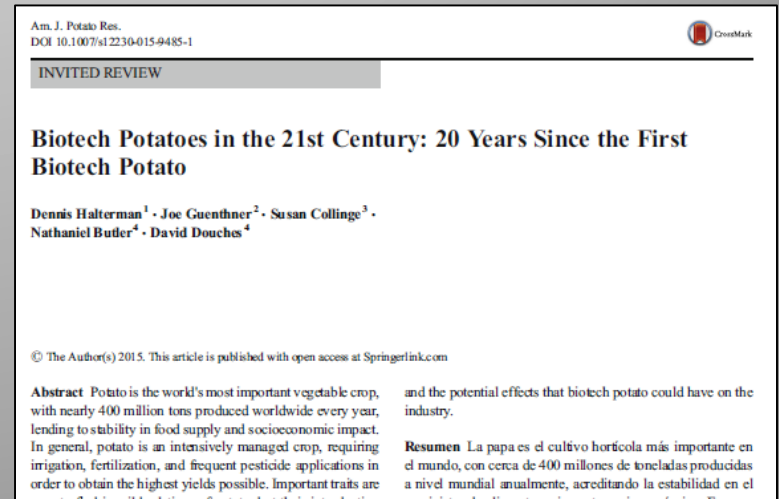 Am. J. Potato Res.
DOI 10.1007/s12230-015-9485-1
CrossMark
INVITED REVIEW
Biotech Potatoes in the 21st Century: 20 Years Since the First
Biotech Potato
Dennis Halterman1 · Joe Guenthner2 · Susan Collinge3 ·
Nathaniel Butler4 · David Douches4
© The Author(s) 2015. This article is published with open access at Springerlink.com
Abstract Potato is the world's most important vegetable crop,
with nearly 400 million tons produced worldwide every year,
lending to stability in food supply and socioeconomic impact.
In general, potato is an intensively managed crop, requiring
irrigation, fertilization, and frequent pesticide applications in
order to obtain the highest yields possible. Important traits are
and the potential effects that biotech potato could have on the
industry.
Resumen La papa es el cultivo hortícola más importante en
el mundo, con cerca de 400 millones de toneladas producidas
a nivel mundial anualmente, acreditando la estabilidad en el